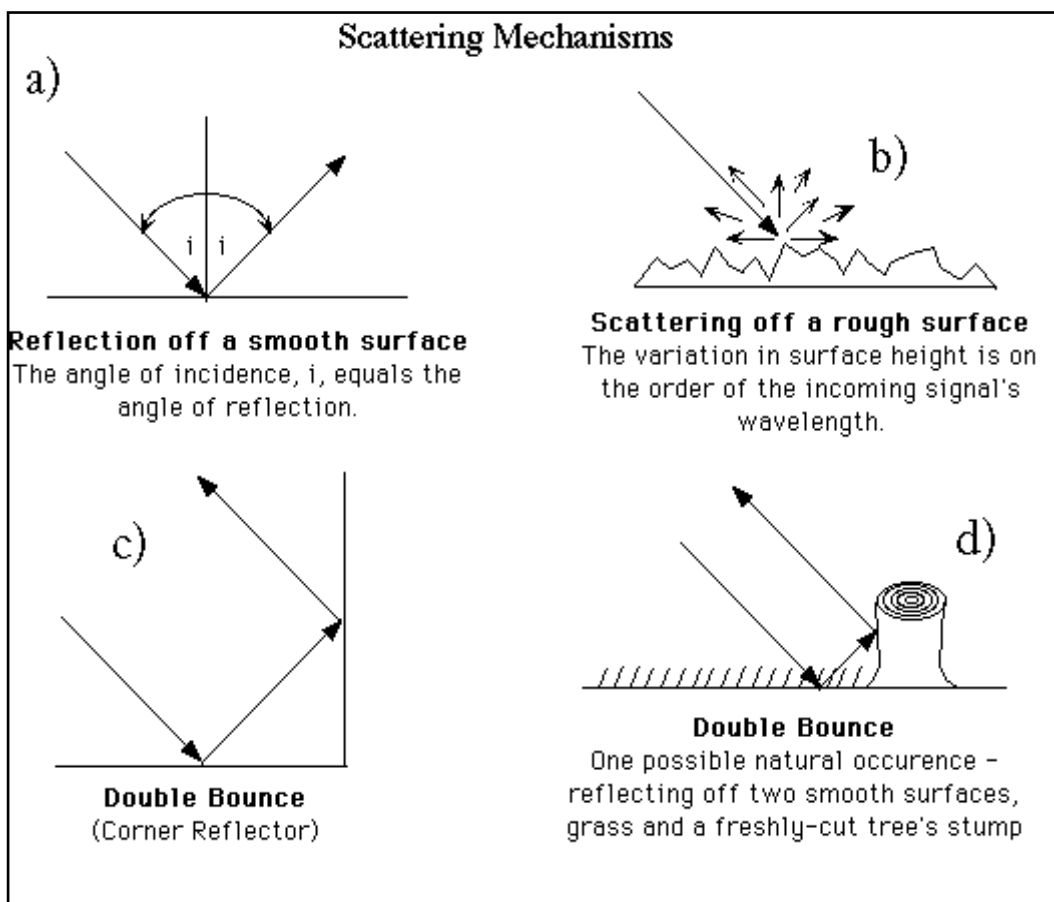 Scattering Mechanisms
a)
i i
Reflection off a smooth surface
The angle of incidence, i, equals the
angle of reflection.
b)
Scattering off a rough surface
The variation in surface height is on
the order of the incoming signal's
wavelength.
c)
Double Bounce
(Corner Reflector)
d)
Double Bounce
One possible natural occurence -
reflecting off two smooth surfaces,
grass and a freshly-cut tree's stump